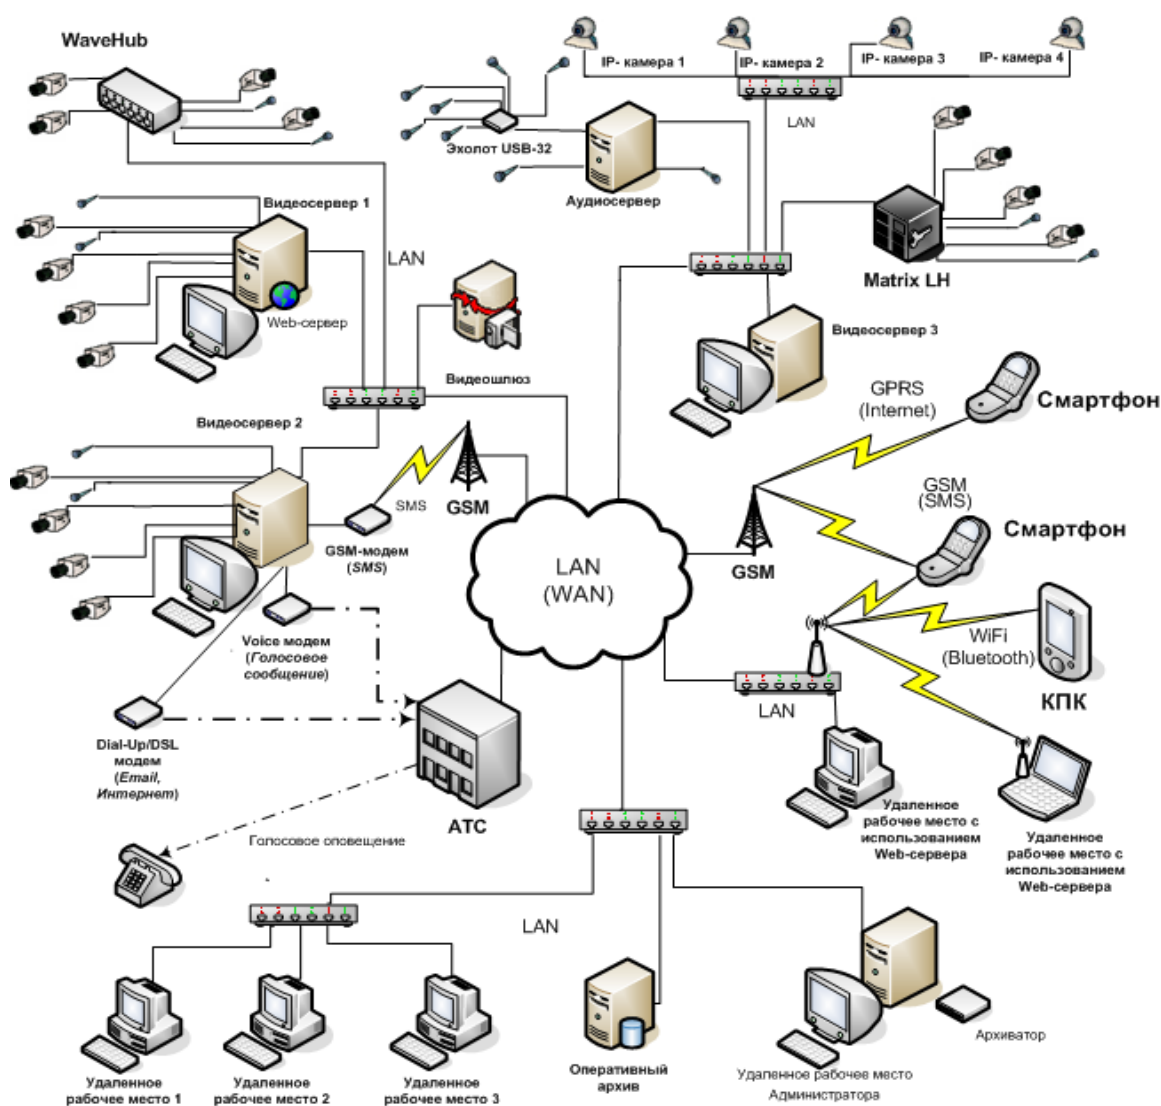 WaveHub
IP- камера 1
IP- камера 2
IP- камера 3
IP- камера 4
LAN
Эхолот USB-32
Аудиосервер
Matrix LH
Видеосервер 1
LAN
Web-сервер
Видеошлюз
Видеосервер 3
GPRS
(Internet)
Смартфон
Видеосервер 2
SMS
GSM
GSM-модем
(SMS)
GSM
(SMS)
Смартфон
GSM
LAN
(WAN)
Voice модем
(Голосовое
сообщение)
WiFi
(Bluetooth)
КПК
LAN
Dial-Up/DSL
модем
(Email,
Интернет)
АТС
Голосовое оповещение
Удаленное
рабочее место с
использованием
Web-сервера
Удаленное
рабочее место с
использованием
Web-сервера
LAN
Архиватор
Оперативный
архив
Удаленное рабочее место
Администратора
Удаленное
рабочее место 1
Удаленное
рабочее место 2
Удаленное
рабочее место 3